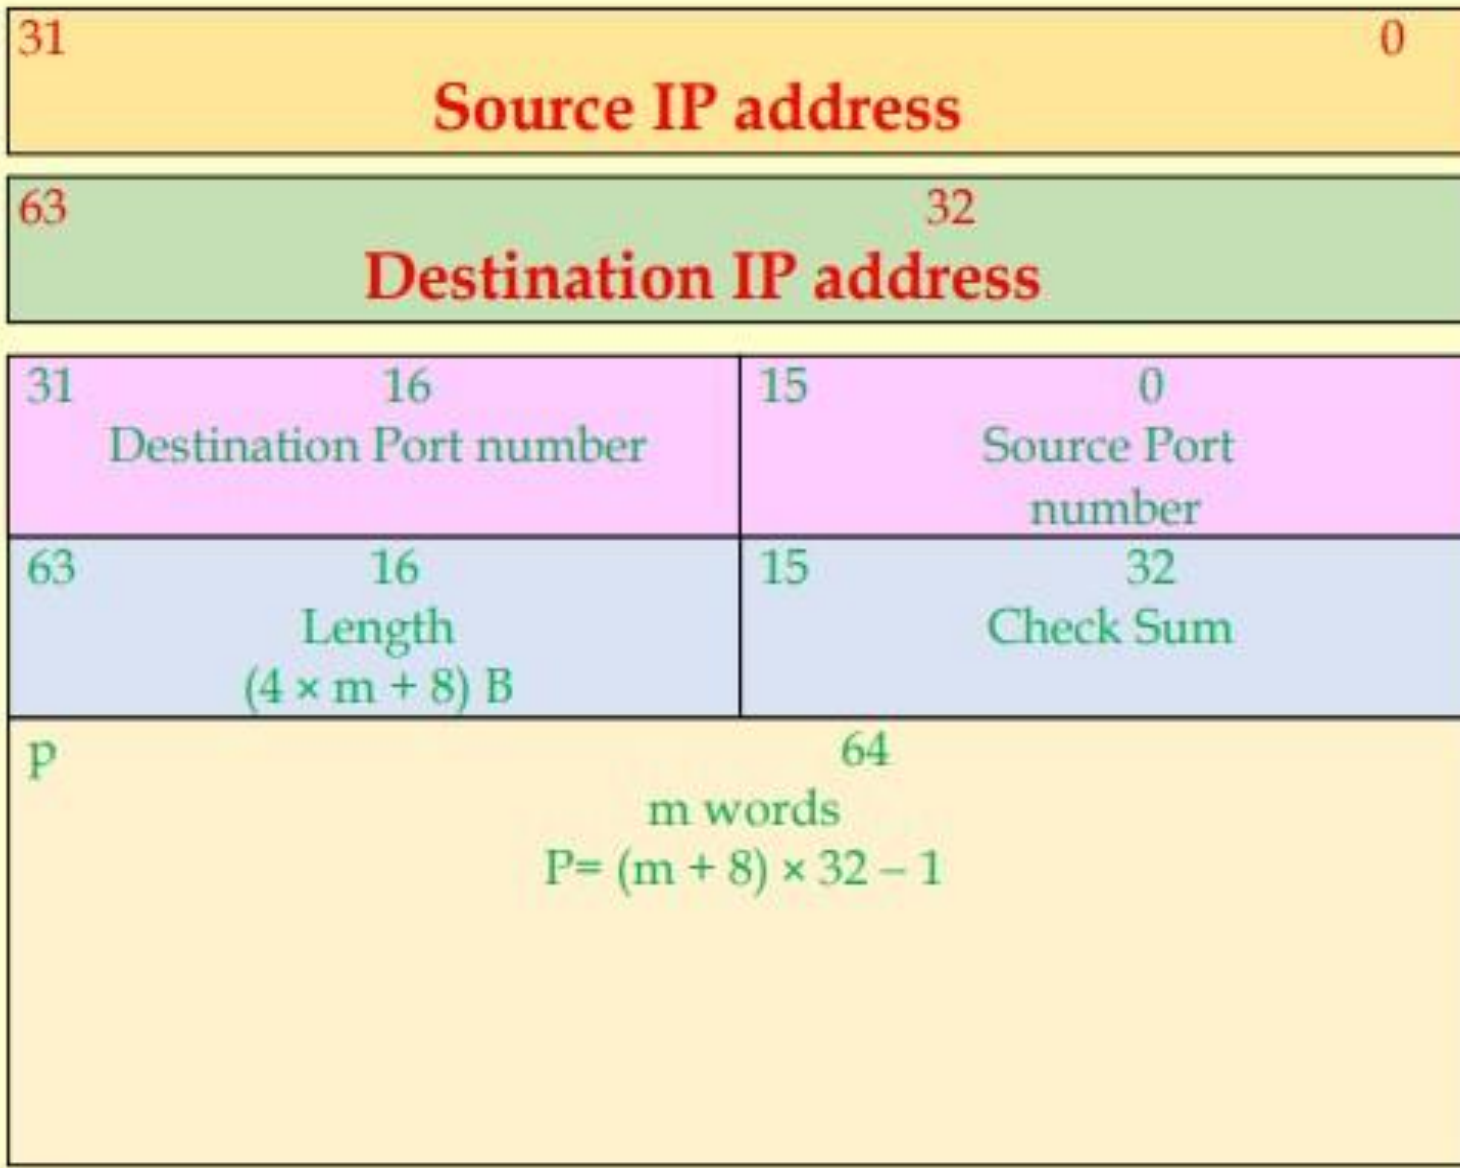 31 0
Source IP address
63 32
Destination IP address
31 16 15 0
Destination Port number Source Port
number
63 16 15 32
Length Check Sum
(4 × m + 8) B
p 64
m words
P= (m + 8) × 32 – 1